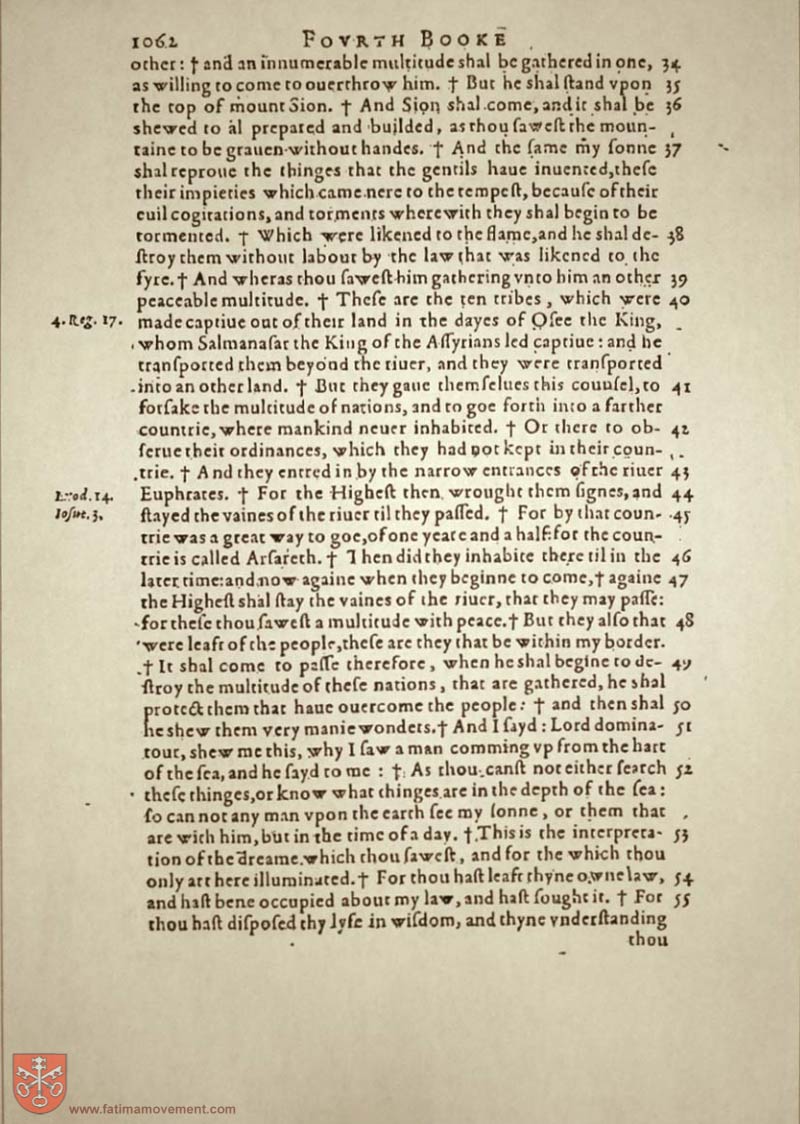 1062 FOVRTH BOOKE
other: † and an innumerable multitude shal be gathered in one, 34
as willing to come to ouerthrow him. † But he shal ſtand vpon 35
the top of mount Sion. † And Sion shal come, and it shal be 36
shewed to al prepared and builded, as thou ſaweſt the moun-
taine to be grauen without handes. † And the ſame my ſonne 37
shal reproue the thinges that the gentils haue inuented, theſe
their impieties which came nere to the tempeſt, becauſe of their
euil cogitations, and torments wherewith they shal begin to be
tormented. † Which were likened to the flame, and he shal de- 38
ſtroy them without labour by the law that was likened to the
fyre. † And wheras thou ſaweſt him gathering vnto him an other 39
peaceable multitude. † Theſe are the ten tribes, which were 40
4. Reg. 17. made captiue out of their land in the dayes of Oſee the King,
whom Salmanaſar the King of the Aſſyrians led captiue: and he
tranſported them beyond the riuer, and they were tranſported
into an other land. † But they gaue themſelues this counſel, to 41
forſake the multitude of nations, and to goe forth into a farther
countrie, where mankind neuer inhabited. † Or there to ob- 42
ſerue their ordinances, which they had not kept in their coun-
trie. † And they entred in by the narrow entrances of the riuer 43
Exod. 14. Euphrates. † For the Higheſt then wrought them ſignes, and 44
Ioſue. 3. ſtayed the vaines of the riuer til they paſſed. † For by that coun- 45
trie was a great way to goe, of one yeare and a half: for the coun-
trie is called Arſareth. † Then did they inhabite there til in the 46
later time: and now againe when they beginne to come, † againe 47
the Higheſt shal ſtay the vaines of the riuer, that they may paſſe:
for theſe thou ſaweſt a multitude with peace. † But they alſo that 48
were leaft of the people, theſe are they that be within my border.
† It shal come to paſſe therefore, when he shal begine to de- 49
ſtroy the multitude of theſe nations, that are gathered, he shal
protect them that haue ouercome the people: † and then shal 50
he shew them very manie wonders. † And I ſayd: Lord domina- 51
tour, shew me this, why I ſaw a man comming vp from the hart
of the ſea, and he ſayd to me: † As thou canſt not either ſearch 52
theſe thinges, or know what thinges are in the depth of the ſea:
ſo can not any man vpon the earth ſee my ſonne, or them that
are with him, but in the time of a day. † This is the interpreta- 53
tion of the dreame which thou ſaweſt, and for the which thou
only art here illuminated. † For thou haſt leaft thyne owne law, 54
and haſt bene occupied about my law, and haſt ſought it. † For 55
thou haſt diſpoſed thy lyfe in wiſdom, and thyne vnderſtanding
thou
www.fatimamovement.com